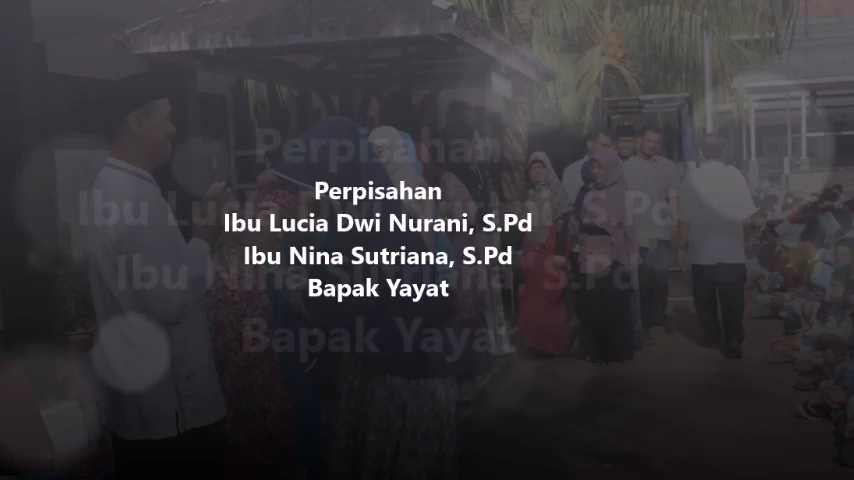 Perpisahan
Ibu Lucia Dwi Nurani, S.Pd
Ibu Nina Sutriana, S.Pd
Bapak Yayat